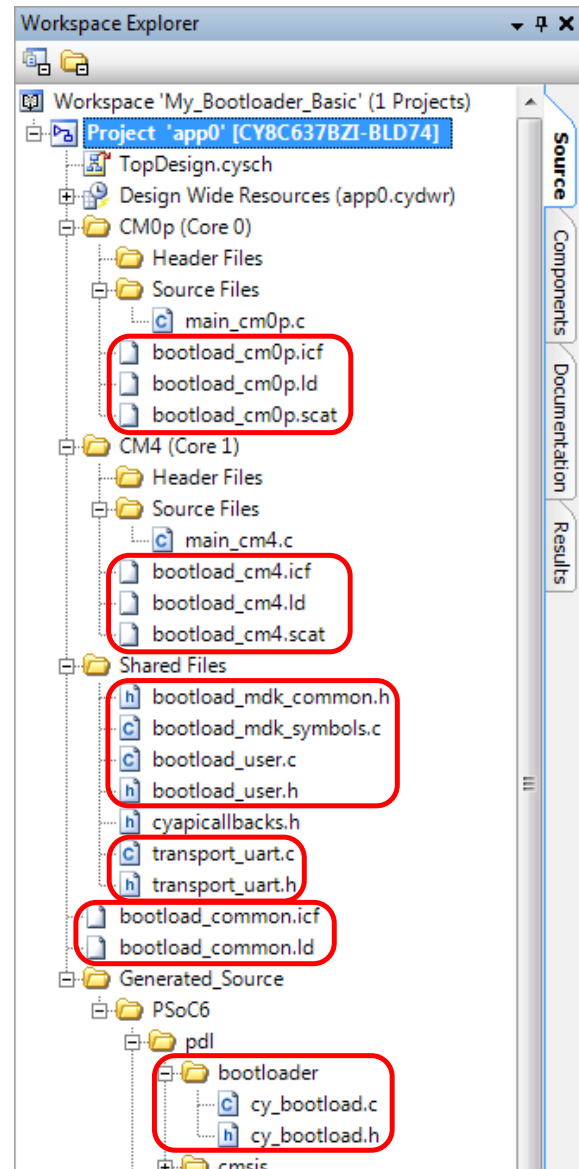 Workspace Explorer
Workspace 'My_Bootloader_Basic' (1 Projects)
Project 'app0' [CY8C637BZI-BLD74]
TopDesign.cysch
Design Wide Resources (app0.cydwr)
CM0p (Core 0)
Header Files
Source Files
c main_cm0p.c
bootload_cm0p.icf
bootload_cm0p.ld
bootload_cm0p.scat
CM4 (Core 1)
Header Files
Source Files
c main_cm4.c
bootload_cm4.icf
bootload_cm4.ld
bootload_cm4.scat
Shared Files
h bootload_mdk_common.h
c bootload_mdk_symbols.c
c bootload_user.c
h bootload_user.h
h cyapicallbacks.h
c transport_uart.c
h transport_uart.h
bootload_common.icf
bootload_common.ld
Generated_Source
PSoC6
pdl
bootloader
c cy_bootload.c
h cy_bootload.h
cmsis
Source
Components
Documentation
Results